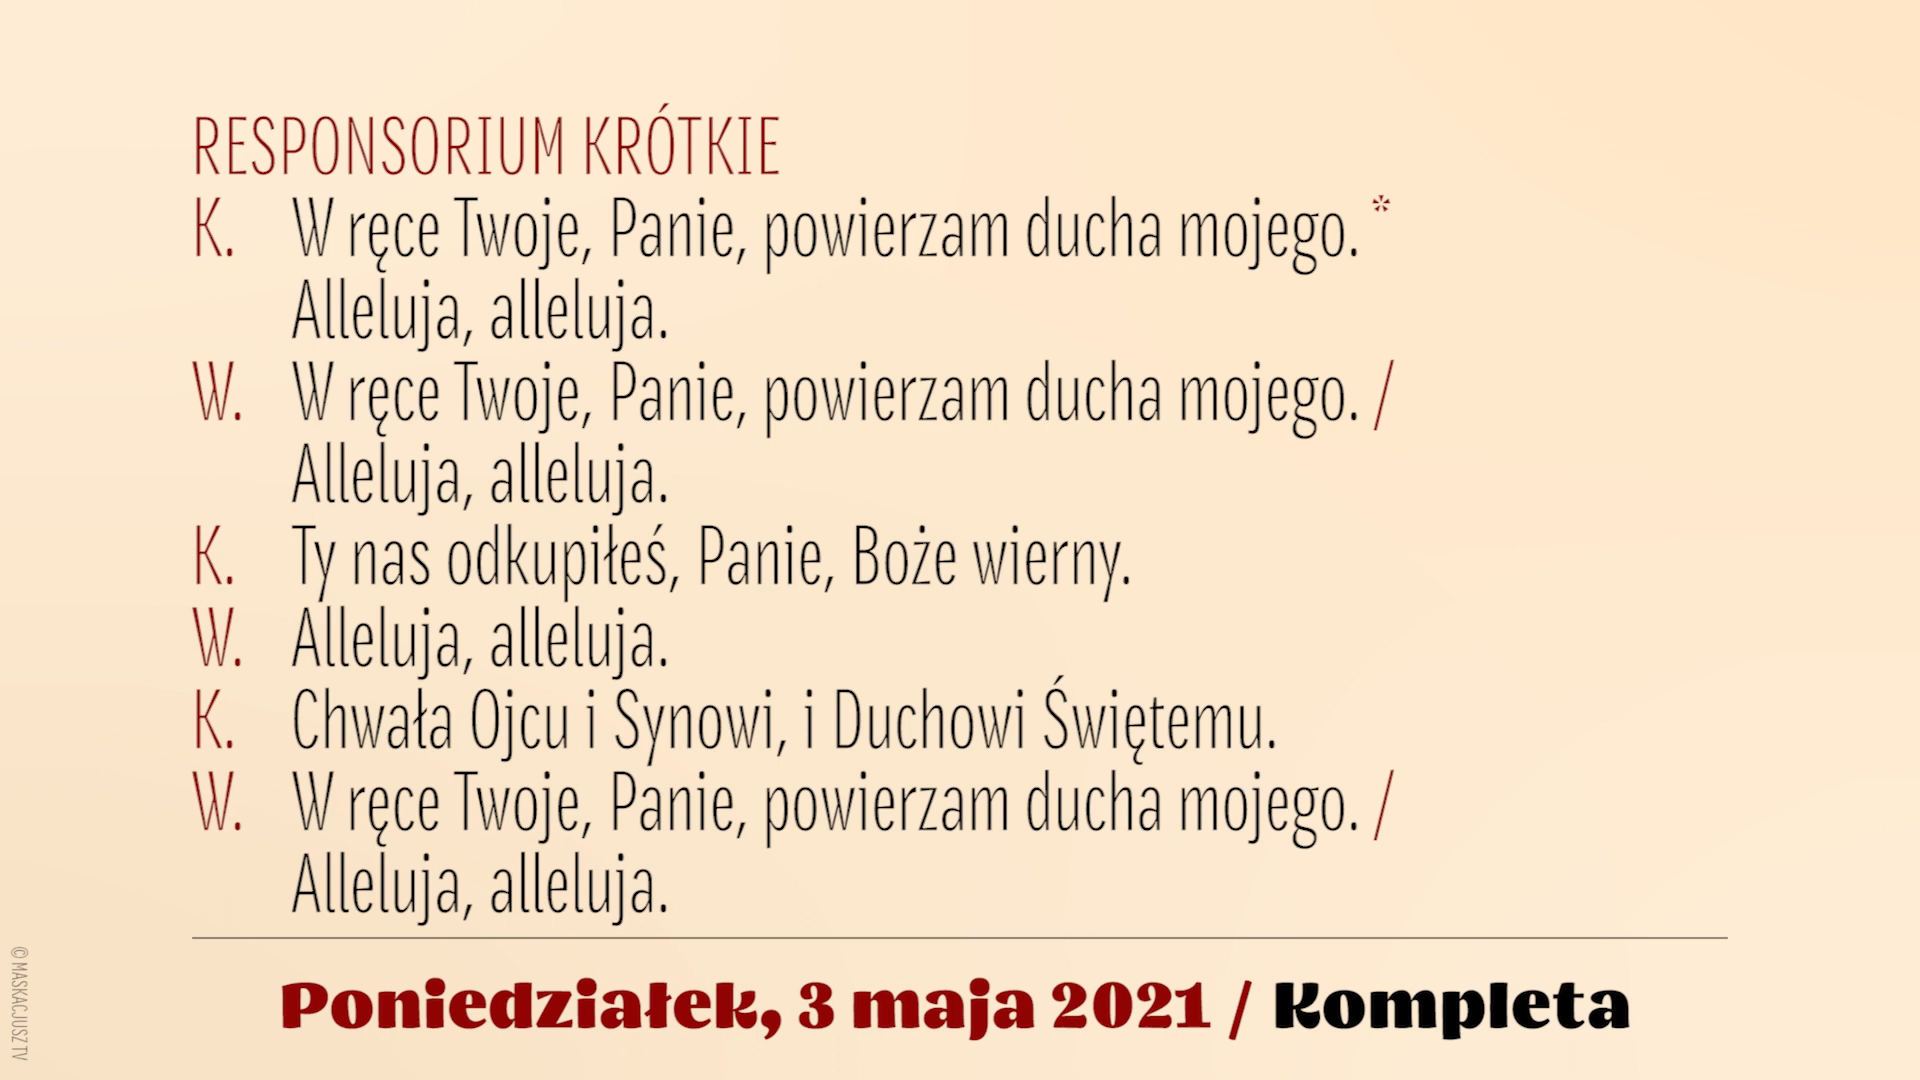 RESPONSORIUM KRÓTKIE
K. W ręce Twoje, Panie, powierzam ducha mojego. *
Alleluja, alleluja.
W. W ręce Twoje, Panie, powierzam ducha mojego. /
Alleluja, alleluja.
K. Ty nas odkupiłeś, Panie, Boże wierny.
W. Alleluja, alleluja.
K. Chwała Ojcu i Synowi, i Duchowi Świętemu.
W. W ręce Twoje, Panie, powierzam ducha mojego. /
Alleluja, alleluja.
Poniedziałek, 3 maja 2021 / Kompleta
© MASKACJUSZ TV